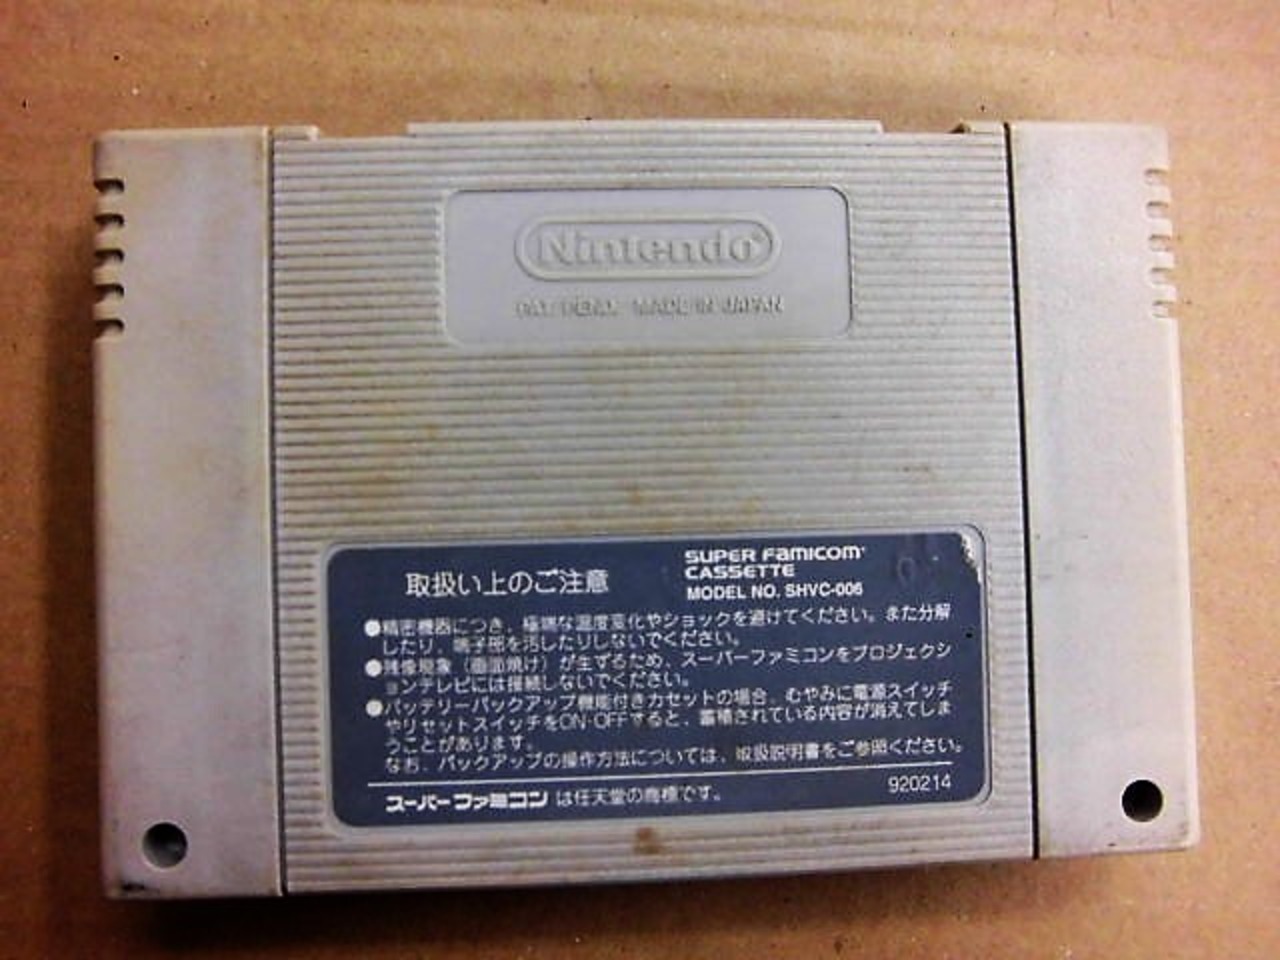 Nintendo
PAT. PEND. MADE IN JAPAN
取扱い上のご注意
SUPER FAMICOM
CASSETTE
MODEL NO. SHVC-006
●精密機器につき、極端な温度変化やショックを避けてください。また分解
したり、端子部を汚したりしないでください。
●残像現象（画面焼け）が生ずるため、スーパーファミコンをプロジェクシ
ョンテレビには接続しないでください。
●バッテリーバックアップ機能付きカセットの場合、むやみに電源スイッチ
やリセットスイッチをON・OFFすると、蓄積されている内容が消えてしま
うことがあります。
なお、バックアップの操作方法については、取扱説明書をご参照ください。
スーパーファミコン は任天堂の商標です。
920214